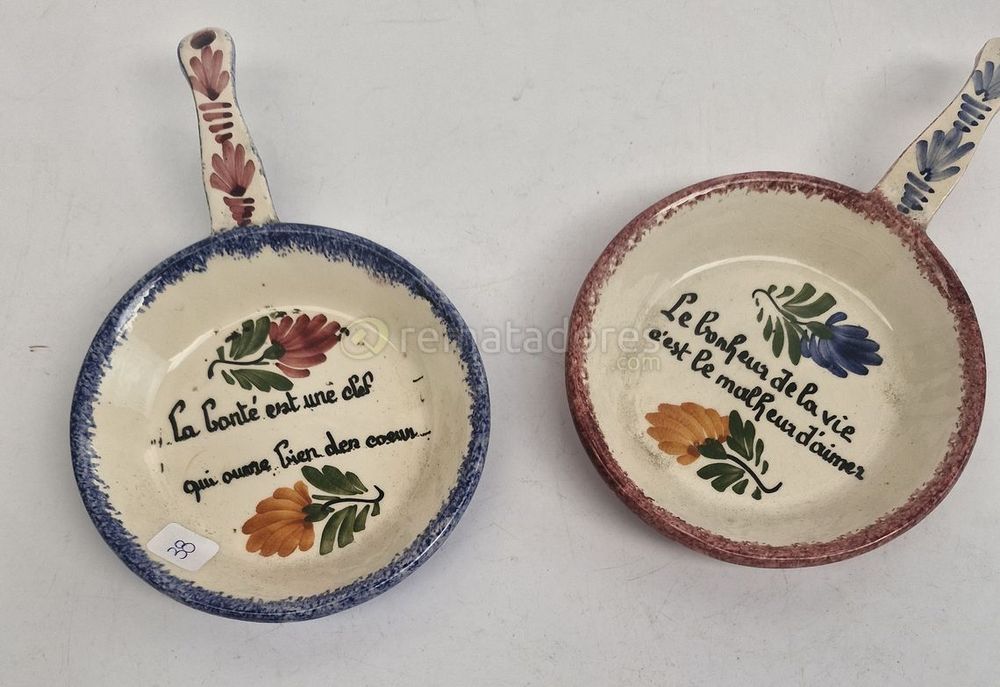 La bonté est une clef
qui ouvre bien des coeur...
38
Le bonheur de la vie
c'est le malheur d'aimer
rematadores
.com